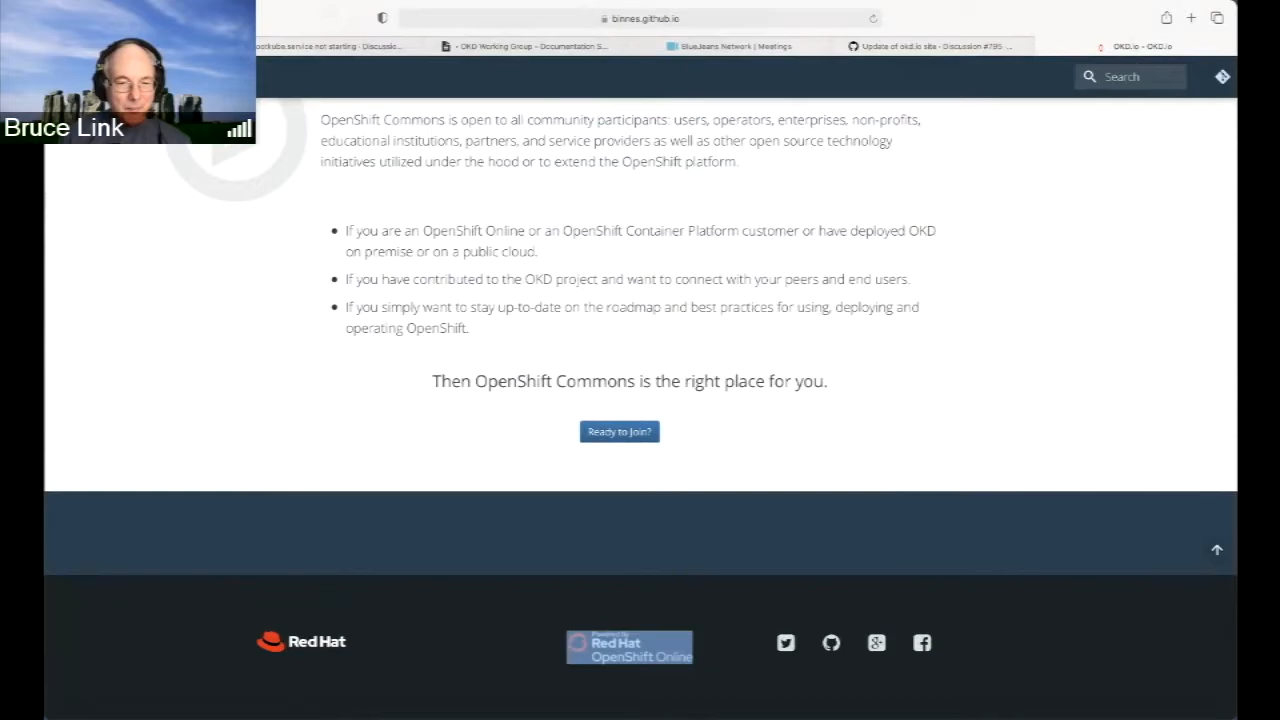 binnes.github.io
ootkube.service not starting · Discussio...
- OKD Working Group - Documentation S...
BlueJeans Network | Meetings
Update of okd.io site · Discussion #795 ·...
OKD.io - OKD.io
Search
Bruce Link
OpenShift Commons is open to all community participants: users, operators, enterprises, non-profits,
educational institutions, partners, and service providers as well as other open source technology
initiatives utilized under the hood or to extend the OpenShift platform.
• If you are an OpenShift Online or an OpenShift Container Platform customer or have deployed OKD
on premise or on a public cloud.
• If you have contributed to the OKD project and want to connect with your peers and end users.
• If you simply want to stay up-to-date on the roadmap and best practices for using, deploying and
operating OpenShift.
Then OpenShift Commons is the right place for you.
Ready to Join?
Red Hat
Powered by
Red Hat
OpenShift Online